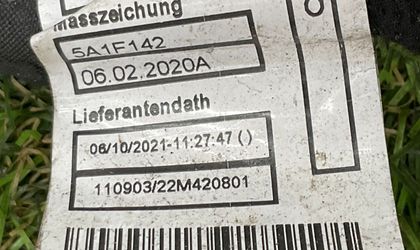 Masszeichung
5A1F142
06.02.2020A
Lieferantendath
06/10/2021-11:27:47 ()
110903/22M420801